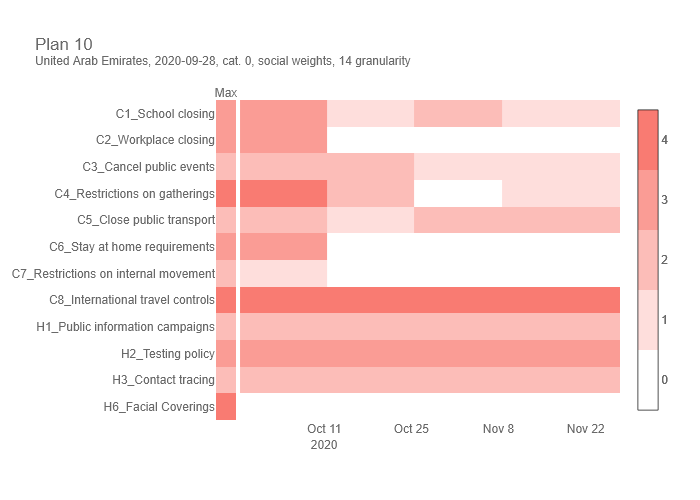 Plan 10
United Arab Emirates, 2020-09-28, cat. 0, social weights, 14 granularity
Max
C1_School closing
C2_Workplace closing
C3_Cancel public events
C4_Restrictions on gatherings
C5_Close public transport
C6_Stay at home requirements
C7_Restrictions on internal movement
C8_International travel controls
H1_Public information campaigns
H2_Testing policy
H3_Contact tracing
H6_Facial Coverings
Oct 11 Oct 25 Nov 8 Nov 22
2020
4
3
2
1
0